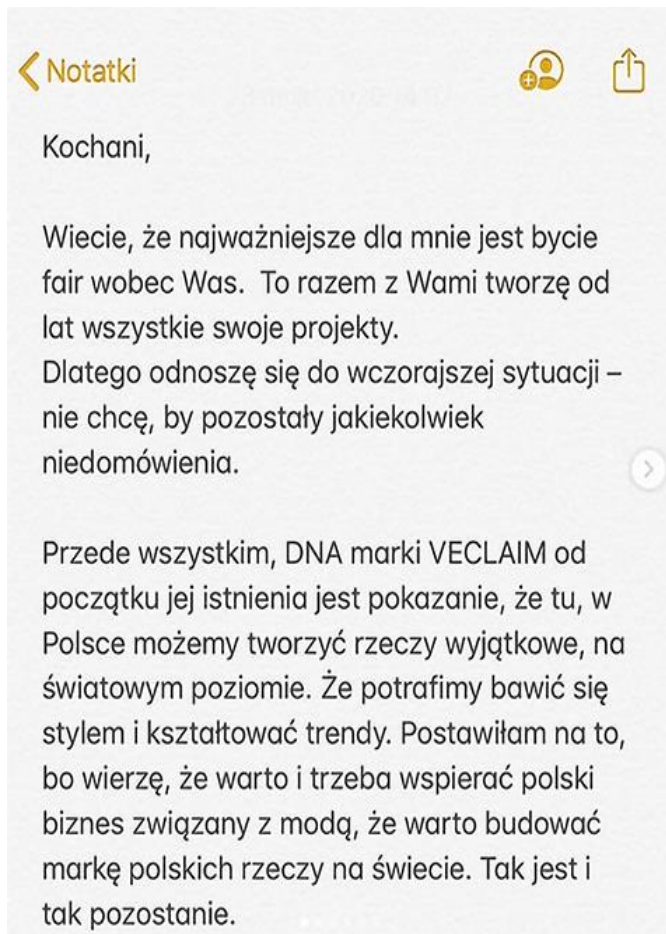 Notatki
Kochani,
Wiecie, że najważniejsze dla mnie jest bycie
fair wobec Was.  To razem z Wami tworzę od
lat wszystkie swoje projekty.
Dlatego odnoszę się do wczorajszej sytuacji –
nie chcę, by pozostały jakiekolwiek
niedomówienia.
Przede wszystkim, DNA marki VECLAIM od
początku jej istnienia jest pokazanie, że tu, w
Polsce możemy tworzyć rzeczy wyjątkowe, na
światowym poziomie. Że potrafimy bawić się
stylem i kształtować trendy. Postawiłam na to,
bo wierzę, że warto i trzeba wspierać polski
biznes związany z modą, że warto budować
markę polskich rzeczy na świecie. Tak jest i
tak pozostanie.